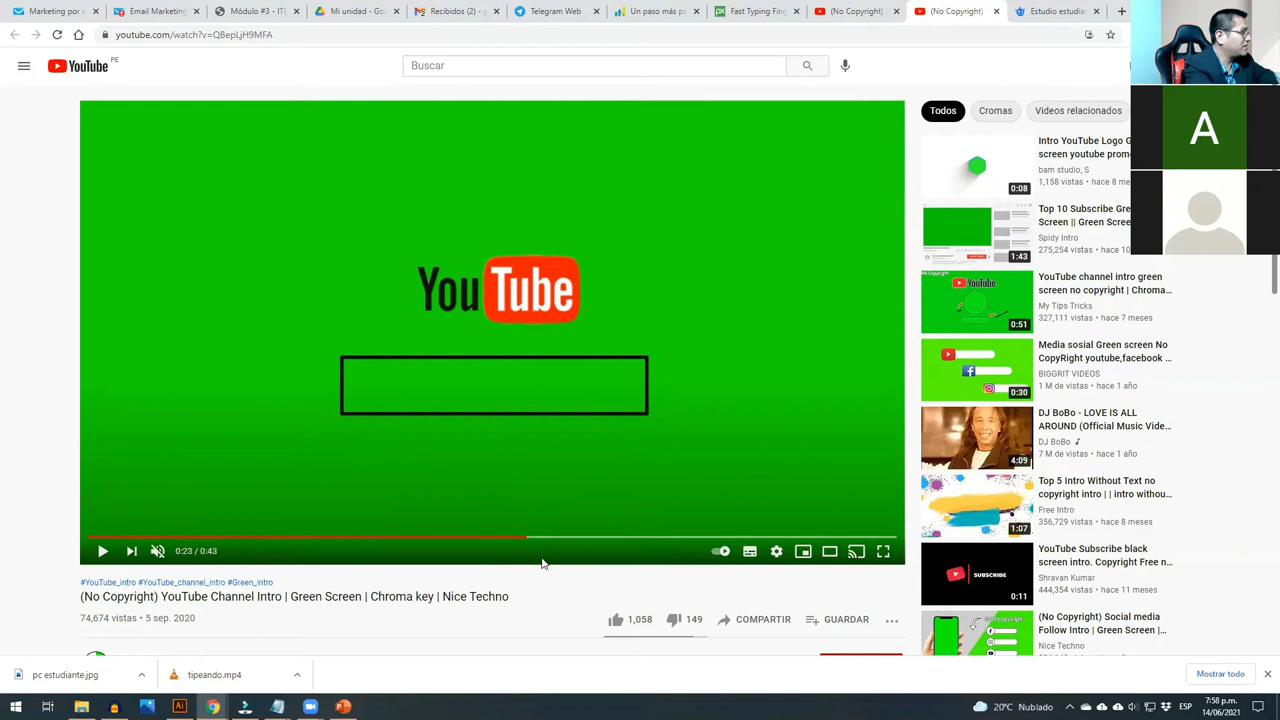 Email Marketing
Módulo #3 - ITI
Mi unidad - Go
Recibidos (2)
Telegram Web
Un paso más p
Fast Typing Fing
(No Copyright)
(No Copyright)
Estudio estudian
youtube.com/watch?v=QBepLjH9MFA
YouTube PE
Buscar
Todos
Cromas
Videos relacionados
A
YouTube
0:23 / 0:43
#YouTube_intro #YouTube_channel_intro #Green_intro
(No Copyright) YouTube Channel Intro | Green Screen | Chroma key | Nice Techno
74,674 vistas • 5 sep. 2020
1,058
149
COMPARTIR
GUARDAR
Intro YouTube Logo G
screen youtube prom
bam studio, S
1,158 vistas • hace 8 me
0:08
Top 10 Subscribe Gre
Screen || Green Scree
Spidy Intro
275,254 vistas • hace 10
1:43
YouTube channel intro green
screen no copyright | Chroma...
My Tips Tricks
327,111 vistas • hace 7 meses
YouTube
0:51
Media sosial Green screen No
CopyRight youtube,facebook ...
BIGGRIT VIDEOS
1 M de vistas • hace 1 año
0:30
DJ BoBo - LOVE IS ALL
AROUND (Official Music Vide...
DJ BoBo
7 M de vistas • hace 1 año
4:09
Top 5 Intro Without Text no
copyright intro | | intro withou...
Free Intro
356,729 vistas • hace 8 meses
1:07
YouTube Subscribe black
screen intro. Copyright Free n...
Shravan Kumar
444,354 vistas • hace 11 meses
SUBSCRIBE
0:11
(No Copyright) Social media
Follow Intro | Green Screen |...
Nice Techno
pc estudiante.jpg
tipeando.mp4
Mostrar todo
Ai
20°C Nublado
ESP
7:58 p.m.
14/06/2021